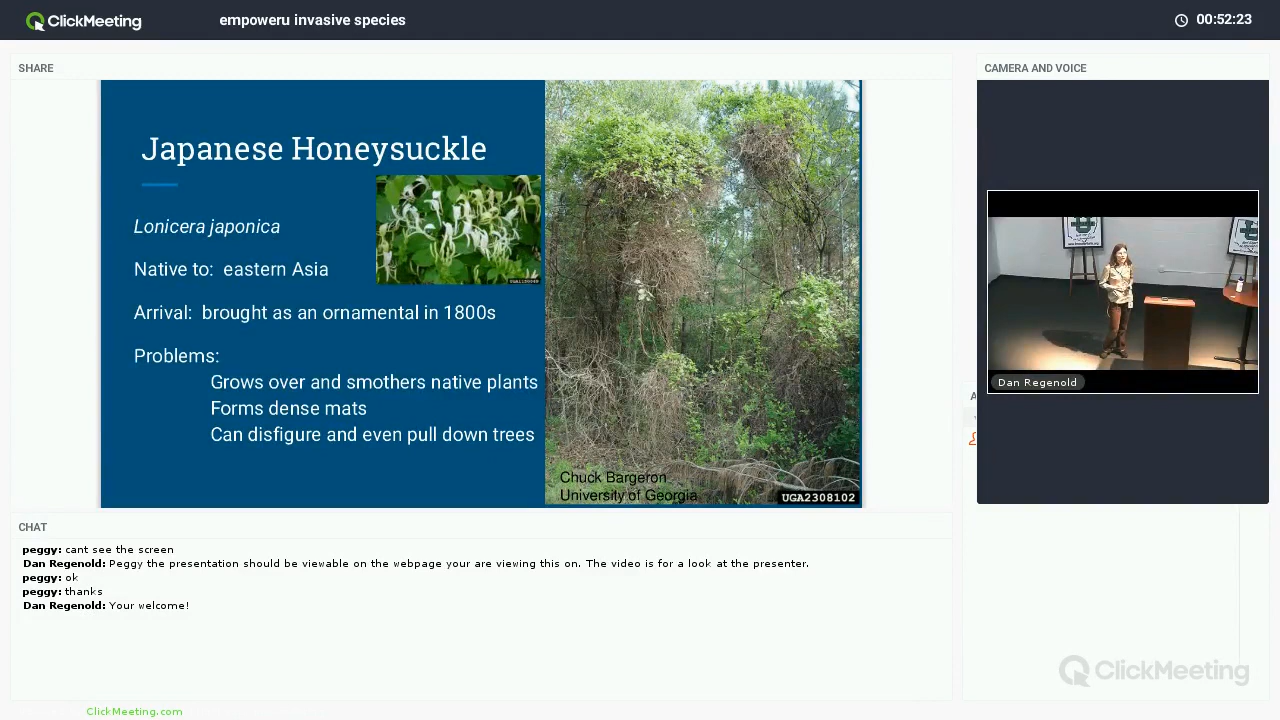 ClickMeeting
empoweru invasive species
00:52:23
SHARE
CAMERA AND VOICE
Japanese Honeysuckle
Lonicera japonica
Native to: eastern Asia
Arrival: brought as an ornamental in 1800s
Problems:
Grows over and smothers native plants
Forms dense mats
Can disfigure and even pull down trees
Chuck Bargeron
University of Georgia
UGA2308102
Dan Regenold
CHAT
peggy: cant see the screen
Dan Regenold: Peggy the presentation should be viewable on the webpage your are viewing this on. The video is for a look at the presenter.
peggy: ok
peggy: thanks
Dan Regenold: Your welcome!
ClickMeeting
ClickMeeting.com